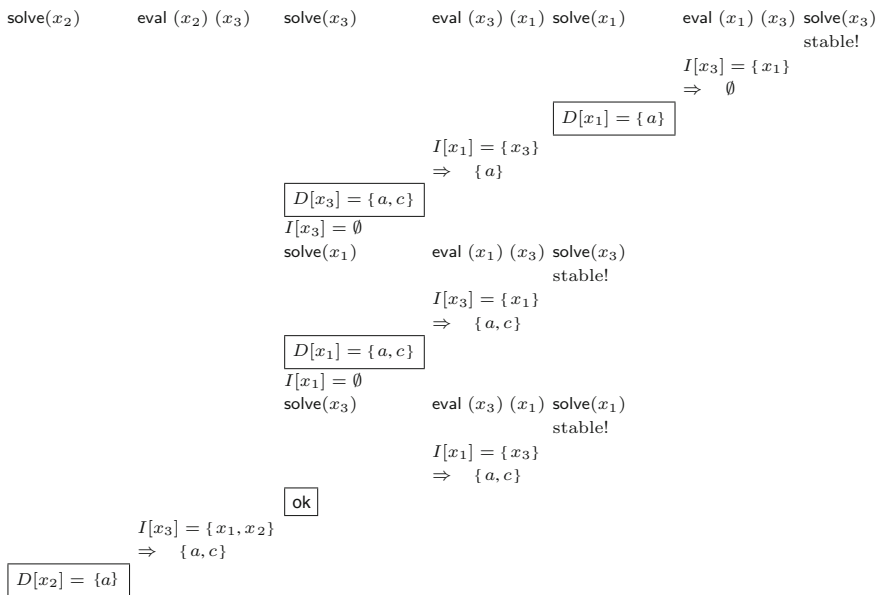 solve(x₂) eval (x₂) (x₃) solve(x₃) eval (x₃) (x₁) solve(x₁) eval (x₁) (x₃) solve(x₃)
stable!
I[x₃] = {x₁}
⇒ ∅
D[x₁] = {a}
I[x₁] = {x₃}
⇒ {a}
D[x₃] = {a, c}
I[x₃] = ∅
solve(x₁) eval (x₁) (x₃) solve(x₃)
stable!
I[x₃] = {x₁}
⇒ {a, c}
D[x₁] = {a, c}
I[x₁] = ∅
solve(x₃) eval (x₃) (x₁) solve(x₁)
stable!
I[x₁] = {x₃}
⇒ {a, c}
ok
I[x₃] = {x₁, x₂}
⇒ {a, c}
D[x₂] = {a}